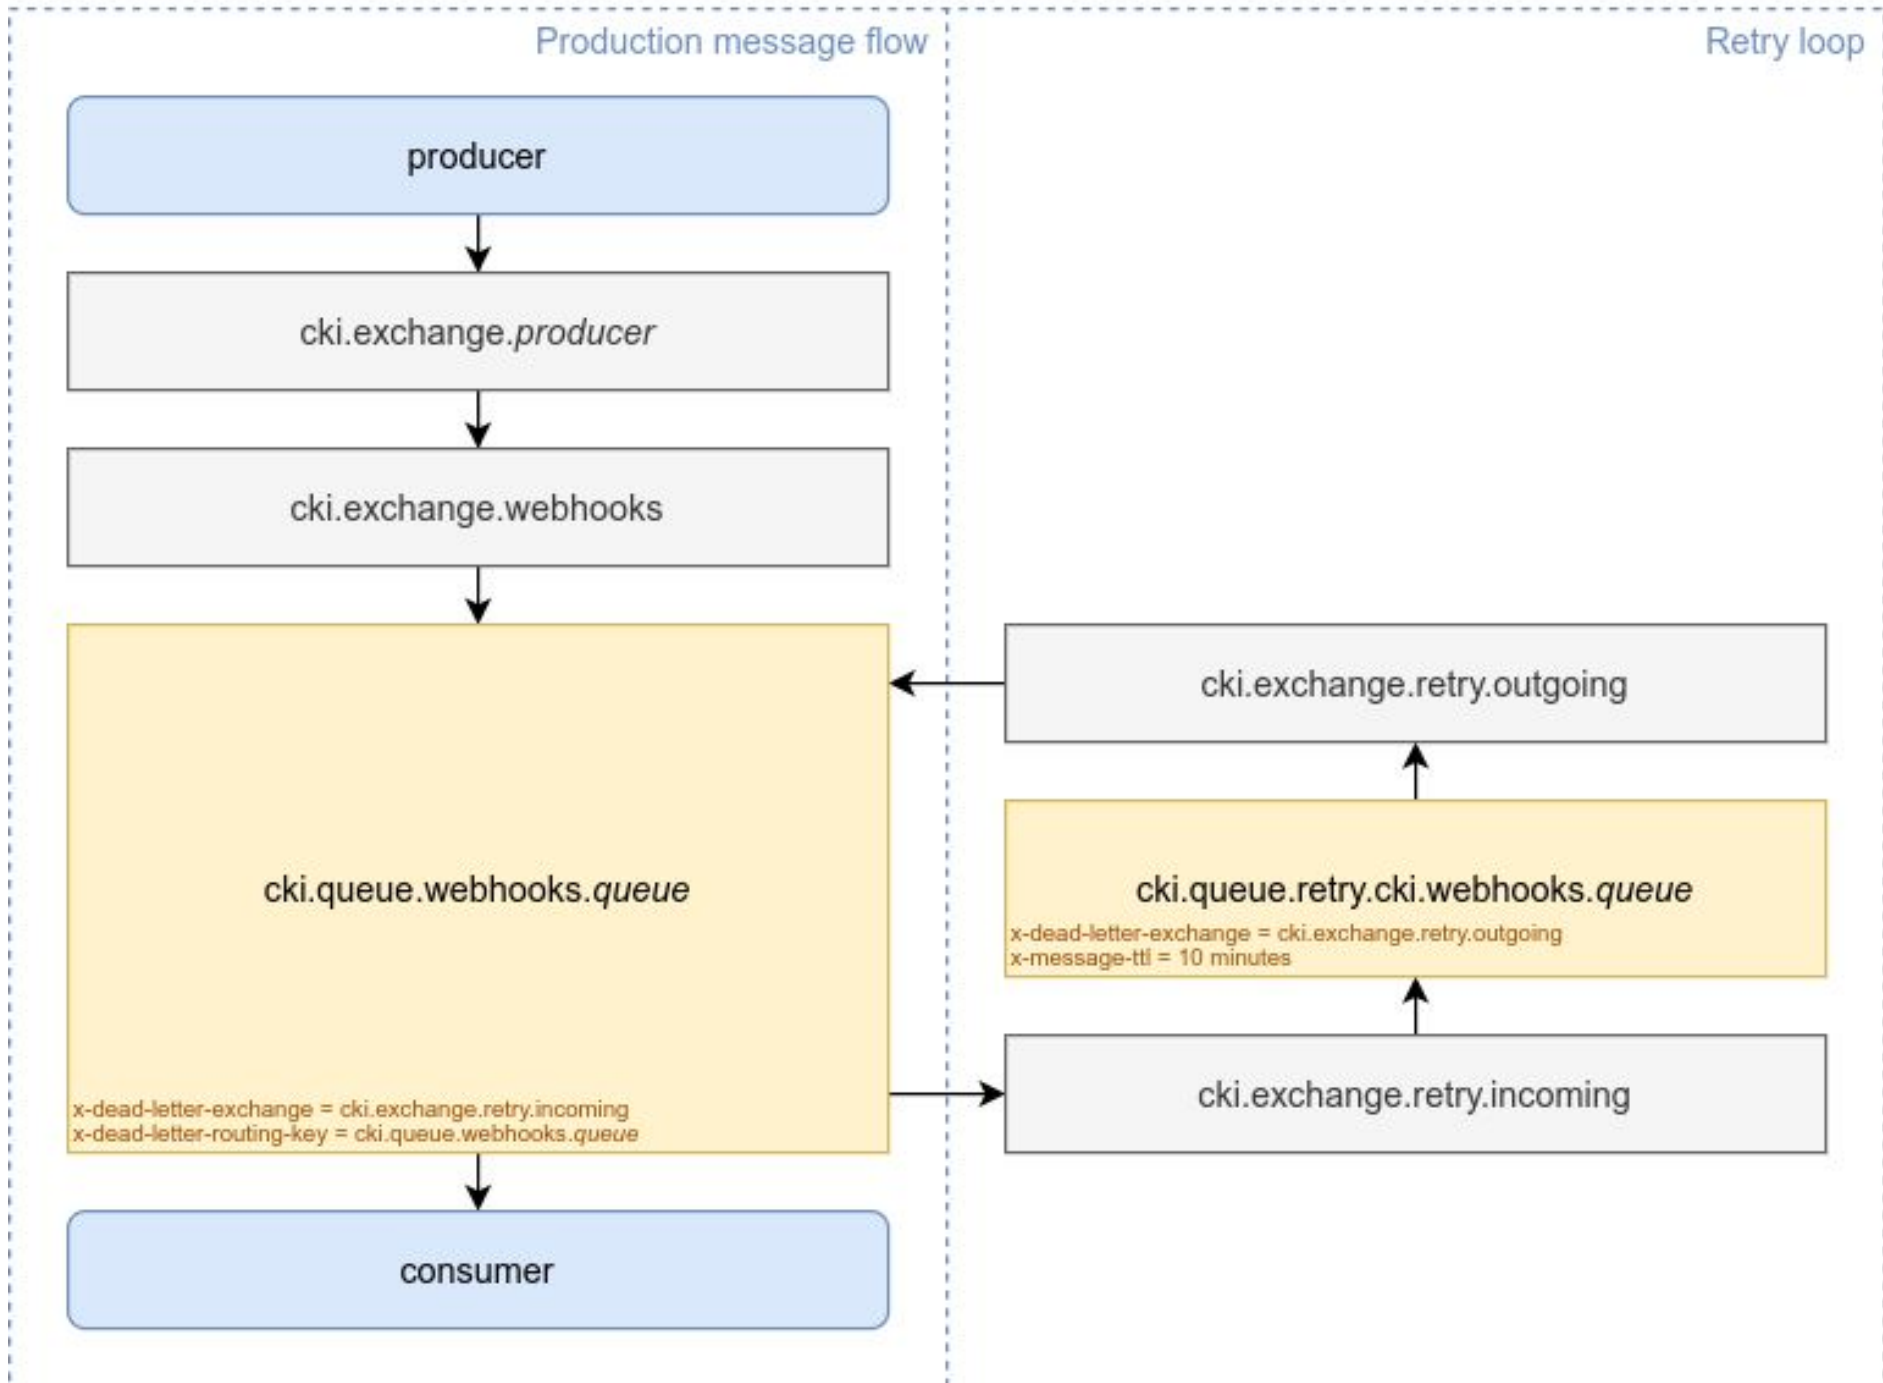 Production message flow
Retry loop
producer
cki.exchange.producer
cki.exchange.webhooks
cki.queue.webhooks.queue
x-dead-letter-exchange = cki.exchange.retry.incoming
x-dead-letter-routing-key = cki.queue.webhooks.queue
consumer
cki.exchange.retry.outgoing
cki.queue.retry.cki.webhooks.queue
x-dead-letter-exchange = cki.exchange.retry.outgoing
x-message-ttl = 10 minutes
cki.exchange.retry.incoming